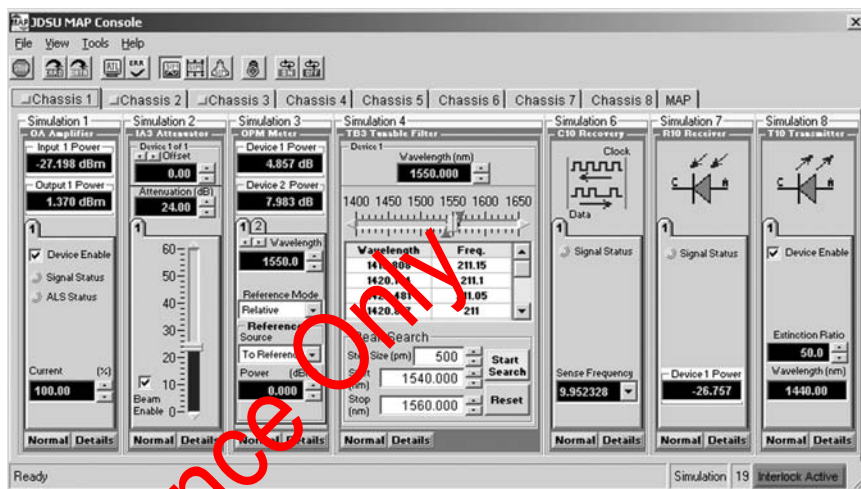 JDSU MAP Console
File View Tools Help
Chassis 1 Chassis 2 Chassis 3 Chassis 4 Chassis 5 Chassis 6 Chassis 7 Chassis 8 MAP
Simulation 1
OA Amplifier
Input 1 Power
-27.198 dBm
Output 1 Power
1.370 dBm
1
Device Enable
Signal Status
ALS Status
Current (%)
100.00
Normal Details
Simulation 2
IA3 Attenuator
Device 1 of 1
Offset
0.00
Attenuation (dB)
24.00
1
60
50
40
30
20
10
0
Beam
Enable
Normal Details
Simulation 3
OPM Meter
Device 1 Power
4.857 dB
Device 2 Power
7.983 dB
1 2
Wavelength
1550.0
Reference Mode
Relative
Reference
Source
To Reference
Power (dB
0.000
Normal Details
Simulation 4
TB3 Tunable Filter
Device 1
Wavelength (nm)
1550.000
1400 1450 1500 1550 1600 1650
Wavelength Freq.
211.15
211.1
211.05
211
Peak Search
Step Size (pm) 500
Start
(nm) 1540.000
Stop
(nm) 1560.000
Start
Search
Reset
Normal Details
Simulation 6
C10 Recovery
Clock
Data
1
Signal Status
Sense Frequency
9.952328
Normal Details
Simulation 7
R10 Receiver
C A
1
Signal Status
Device 1 Power
-26.757
Normal Details
Simulation 8
T10 Transmitter
C A
1
Device Enable
Extinction Ratio
50.0
Wavelength (nm)
1440.00
Normal Details
Ready
Simulation 19 Interlock Active
nce Only